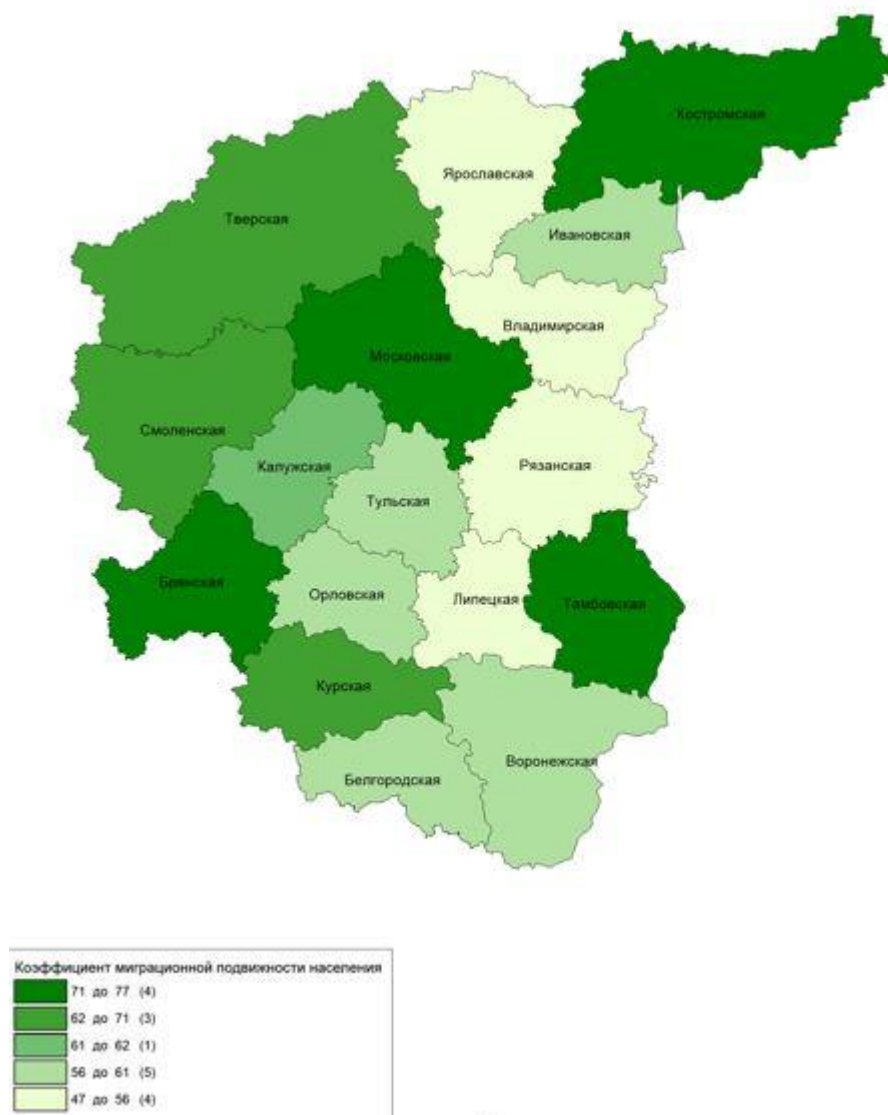 Костромская
Ярославская
Тверская
Ивановская
Владимирская
Московская
Смоленская
Калужская
Рязанская
Тульская
Брянская
Орловская
Липецкая
Тамбовская
Курская
Воронежская
Белгородская
Коэффициент миграционной подвижности населения
71 до 77 (4)
62 до 71 (3)
61 до 62 (1)
56 до 61 (5)
47 до 56 (4)